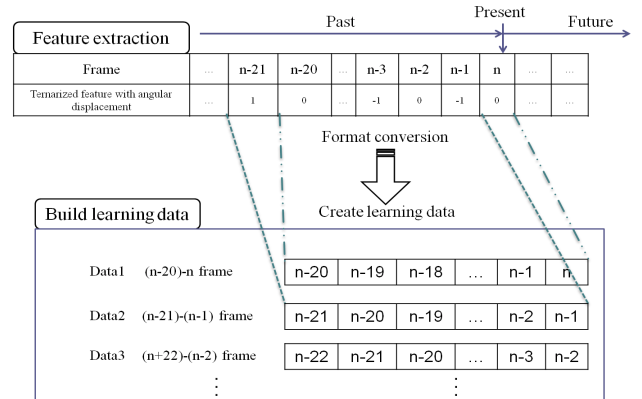 Past
Present
Future
Feature extraction
Frame ... n-21 n-20 ... n-3 n-2 n-1 n ... ...
Ternarized feature with angular displacement ... 1 0 ... -1 0 -1 0 ... ...
Format conversion
Create learning data
Build learning data
Data1 (n-20)-n frame n-20 n-19 n-18 ... n-1 n
Data2 (n-21)-(n-1) frame n-21 n-20 n-19 ... n-2 n-1
Data3 (n+22)-(n-2) frame n-22 n-21 n-20 ... n-3 n-2